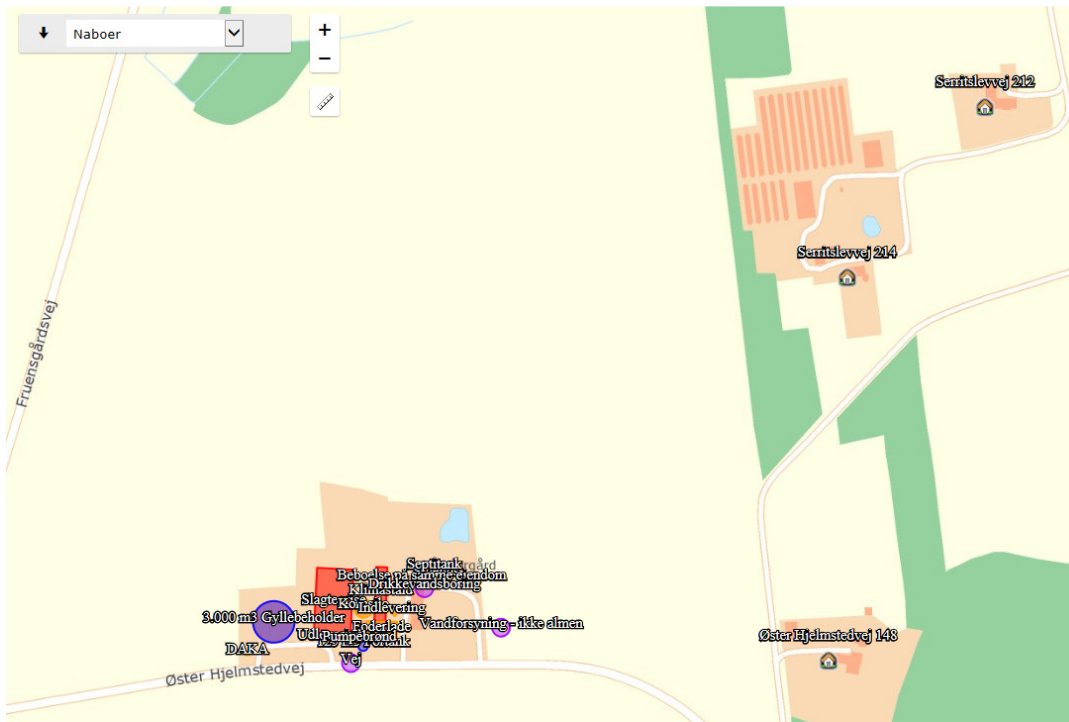 Naboer
+
−
Serritslevvej 212
Serritslevvej 214
Fruensgårdsvej
Septitank
Beboelse på samme ejendom
Drikkevandsboring
Klimastald
Indlevering
3.000 m3 Gyllebeholder
Foderlade
Vandforsyning - ikke almen
Pumpebrønd
DAKA
Vej
Øster Hjelmstedvej
Øster Hjelmstedvej 148